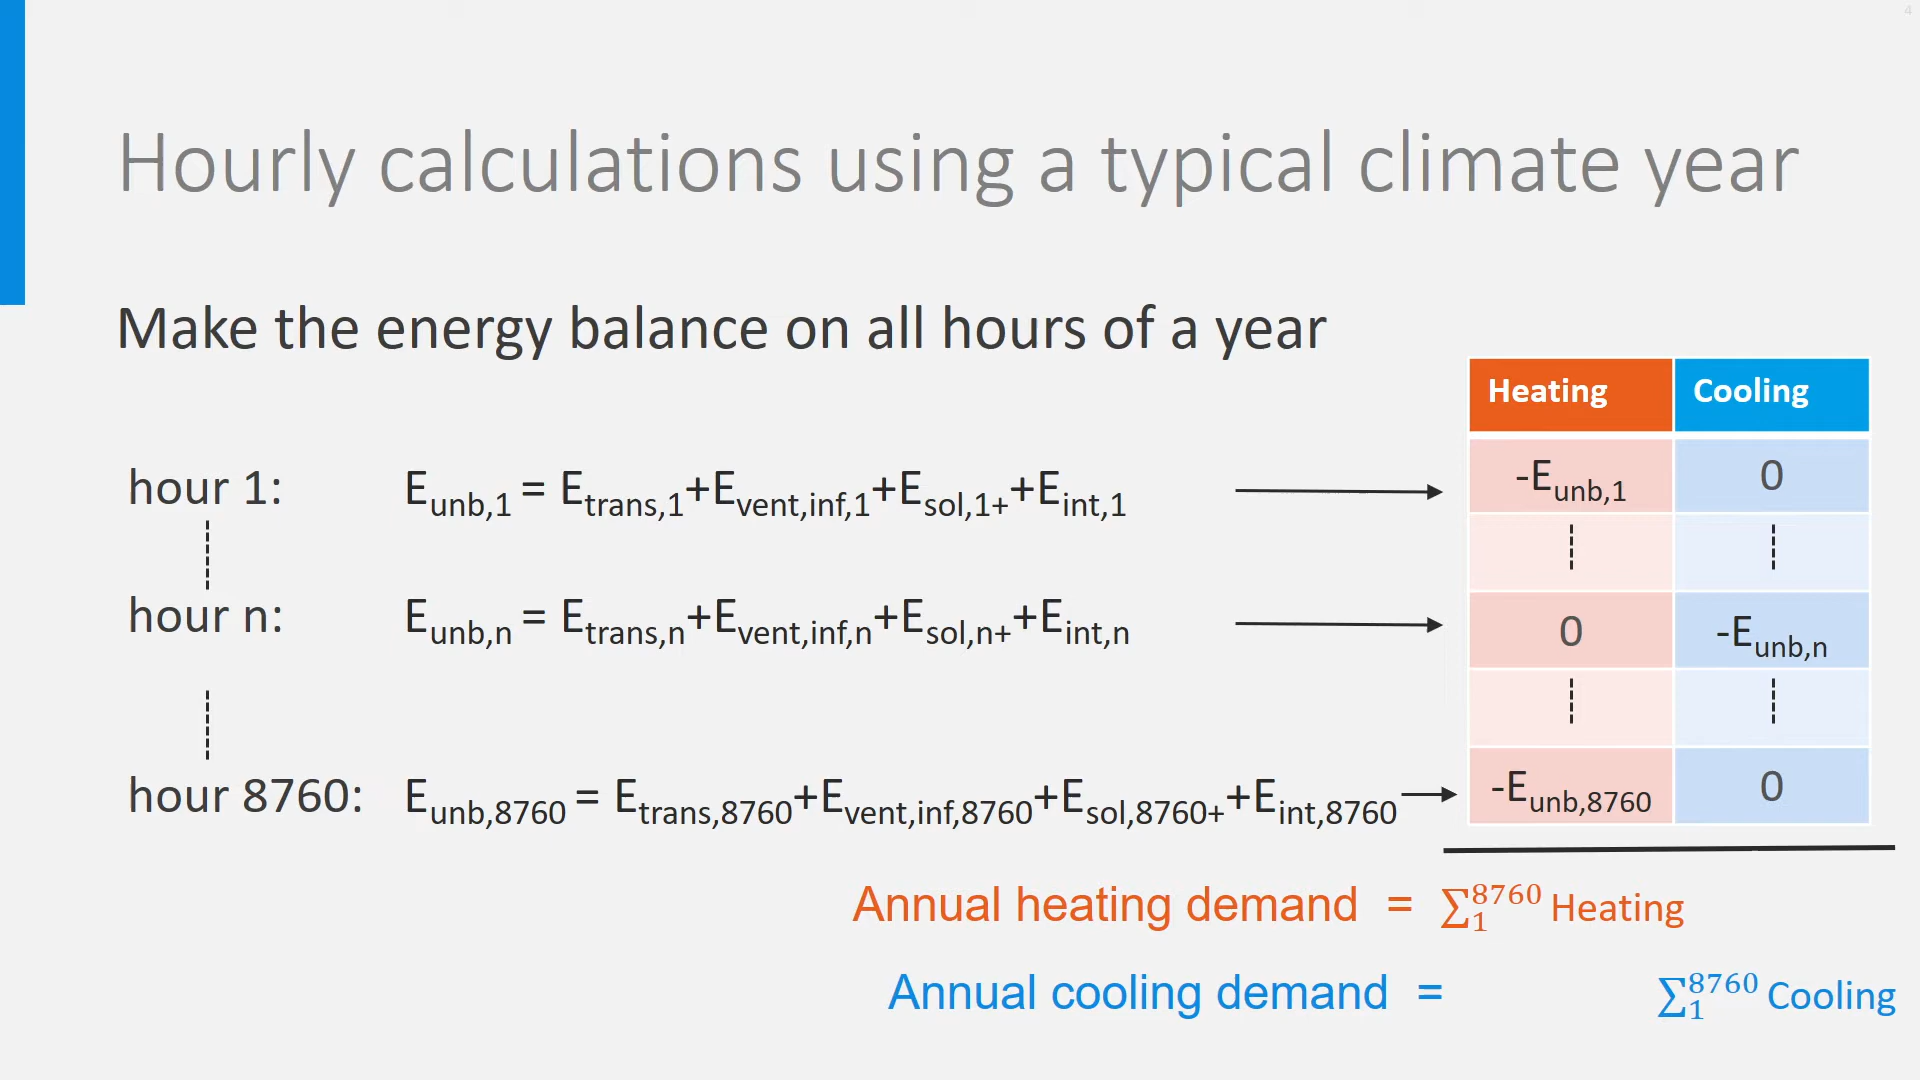 4
Hourly calculations using a typical climate year
Make the energy balance on all hours of a year
Heating Cooling
hour 1: E_unb,1 = E_trans,1+E_vent,inf,1+E_sol,1++E_int,1 -E_unb,1 0
hour n: E_unb,n = E_trans,n+E_vent,inf,n+E_sol,n++E_int,n 0 -E_unb,n
hour 8760: E_unb,8760 = E_trans,8760+E_vent,inf,8760+E_sol,8760++E_int,8760 -E_unb,8760 0
Annual heating demand = ∑_1^8760 Heating
Annual cooling demand = ∑_1^8760 Cooling